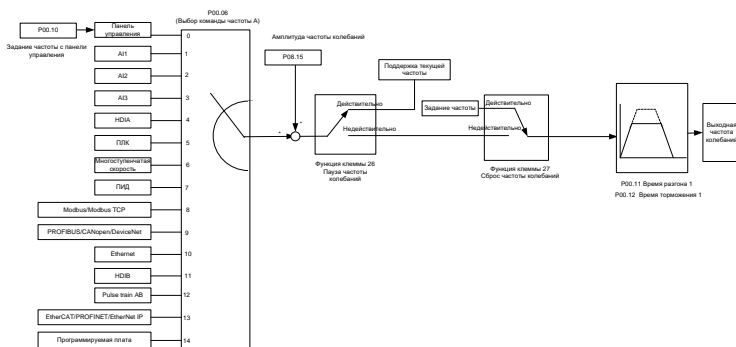 P00.06
(Выбор команды частоты A)
P00.10
Панель
управления
0
Задание частоты с панели
управления
AI1
1
AI2
2
AI3
3
HDIA
4
ПЛК
5
Многоступенчатая
скорость
6
ПИД
7
Modbus/Modbus TCP
8
PROFIBUS/CANopen/DeviceNet
9
Ethernet
10
HDIB
11
Pulse train AB
12
EtherCAT/PROFINET/EtherNet IP
13
Программируемая плата
14
Амплитуда частоты колебаний
P08.15
+
+
Поддержка текущей
частоты
Действительно
Недействительно
Функция клеммы 26
Пауза частоты
колебаний
Задание частоты
Действительно
Недействительно
Функция клеммы 27
Сброс частоты колебаний
P00.11 Время разгона 1
P00.12 Время торможения 1
Выходная
частота
колебаний